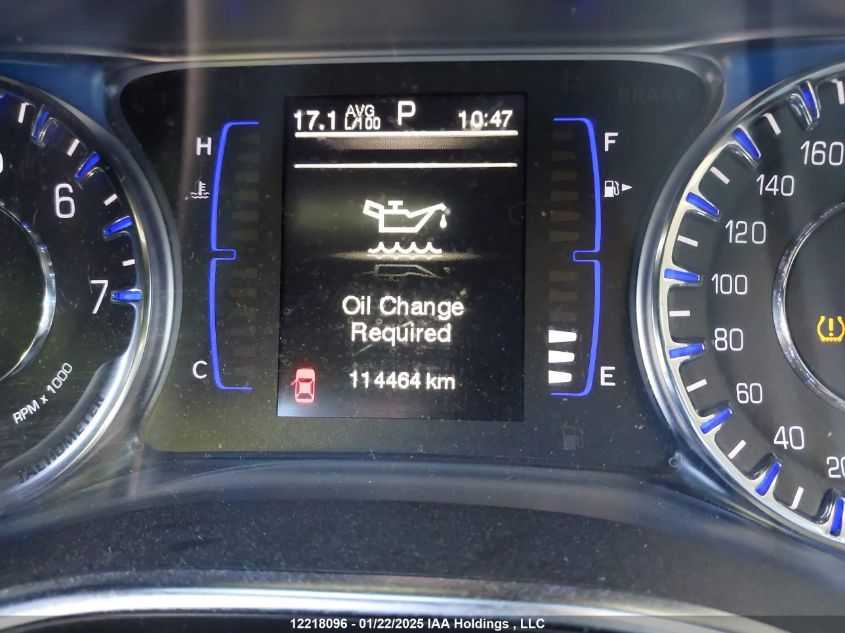 17.1 AVG L/100 P 10:47
BRAKE
H
F
C
E
Oil Change
Required
114464 km
6
7
RPM x 1000
TACHOMETER
160
140
120
100
80
60
40
20
12218096 - 01/22/2025 IAA Holdings , LLC